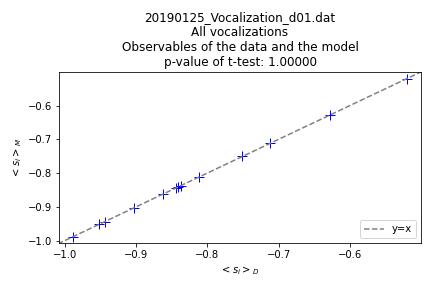 20190125_Vocalization_d01.dat
All vocalizations
Observables of the data and the model
p-value of t-test: 1.00000
< s_i >_M
−0.6
−0.7
−0.8
−0.9
−1.0
y=x
−1.0 −0.9 −0.8 −0.7 −0.6
< s_i >_D